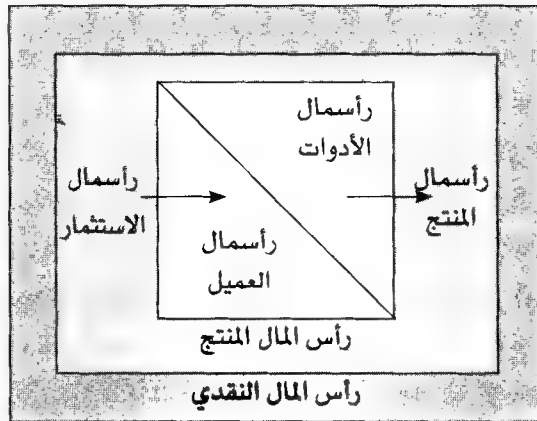 رأسمال
الأدوات
رأسمال
المنتج
رأسمال
الاستثمار
رأسمال
العميل
رأس المال المنتج
رأس المال النقدي